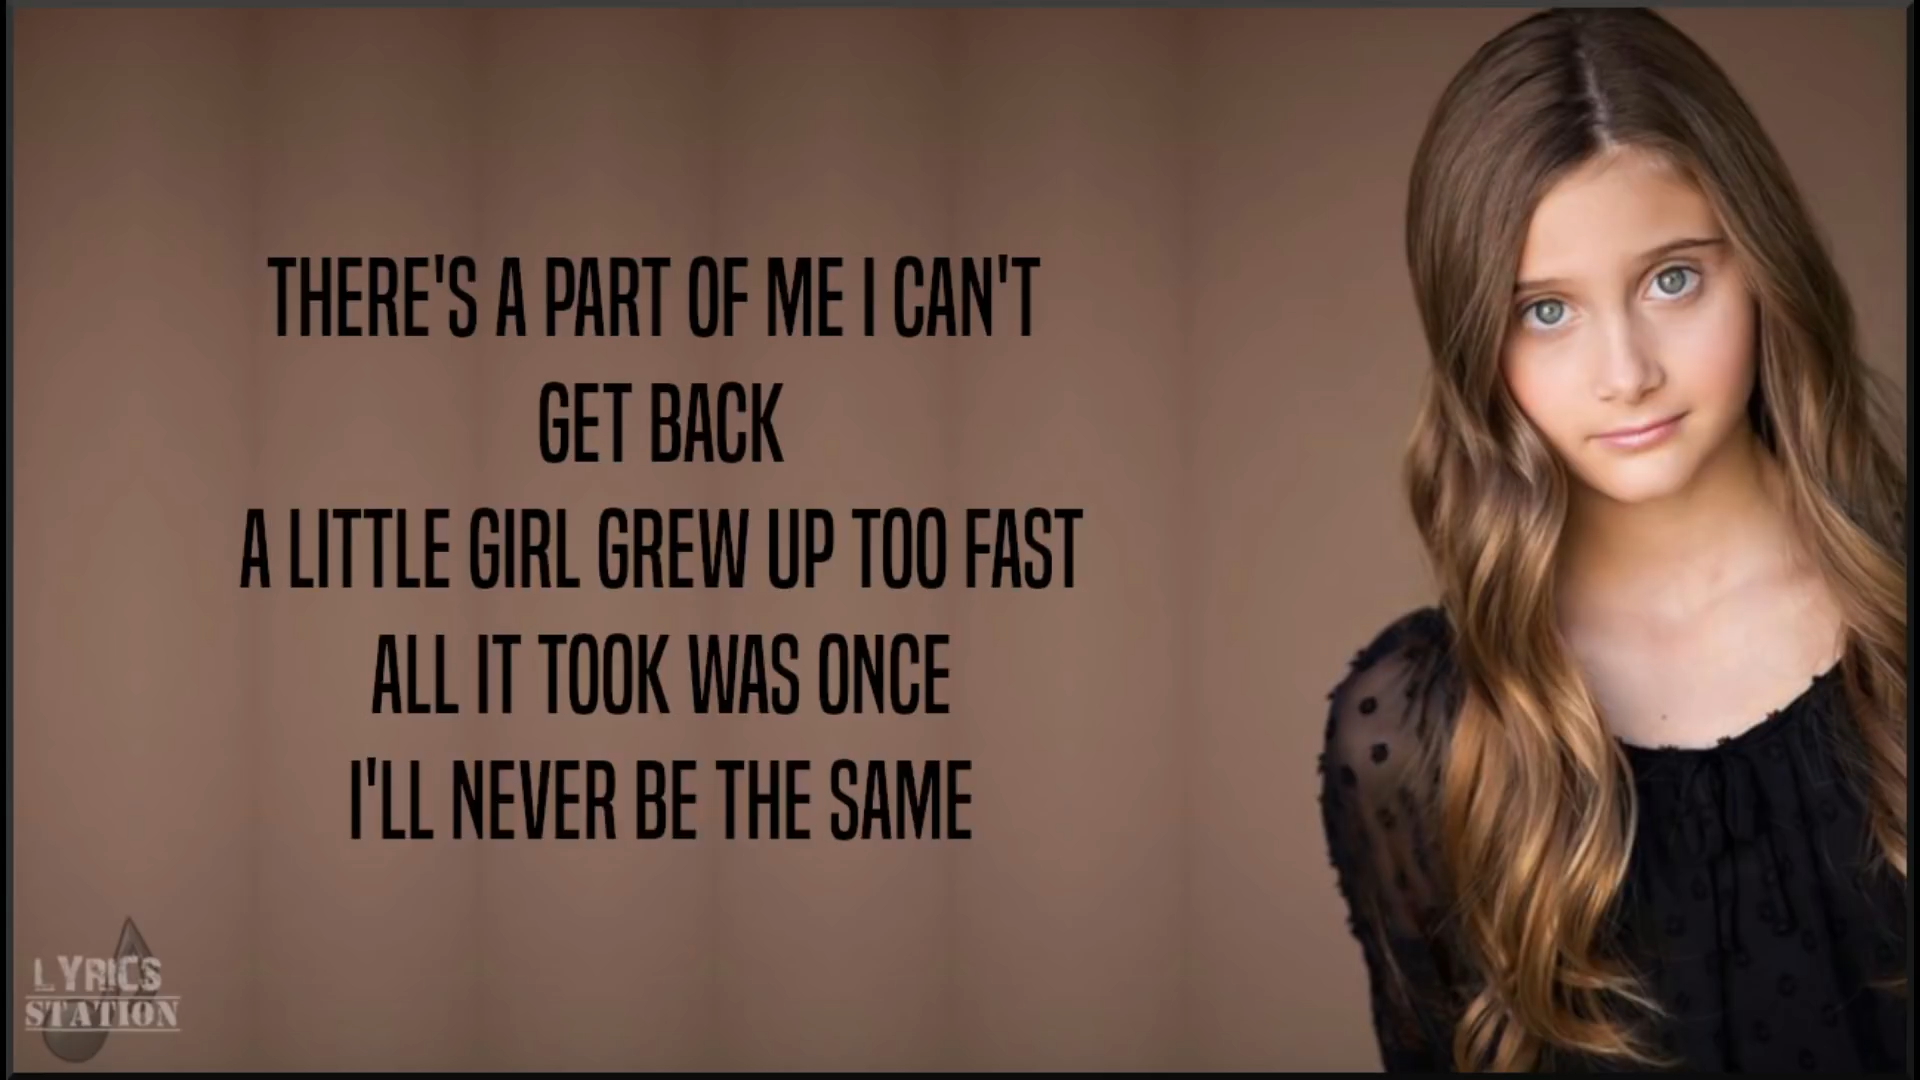 THERE'S A PART OF ME I CAN'T
GET BACK
A LITTLE GIRL GREW UP TOO FAST
ALL IT TOOK WAS ONCE
I'LL NEVER BE THE SAME
LYRICS
STATION